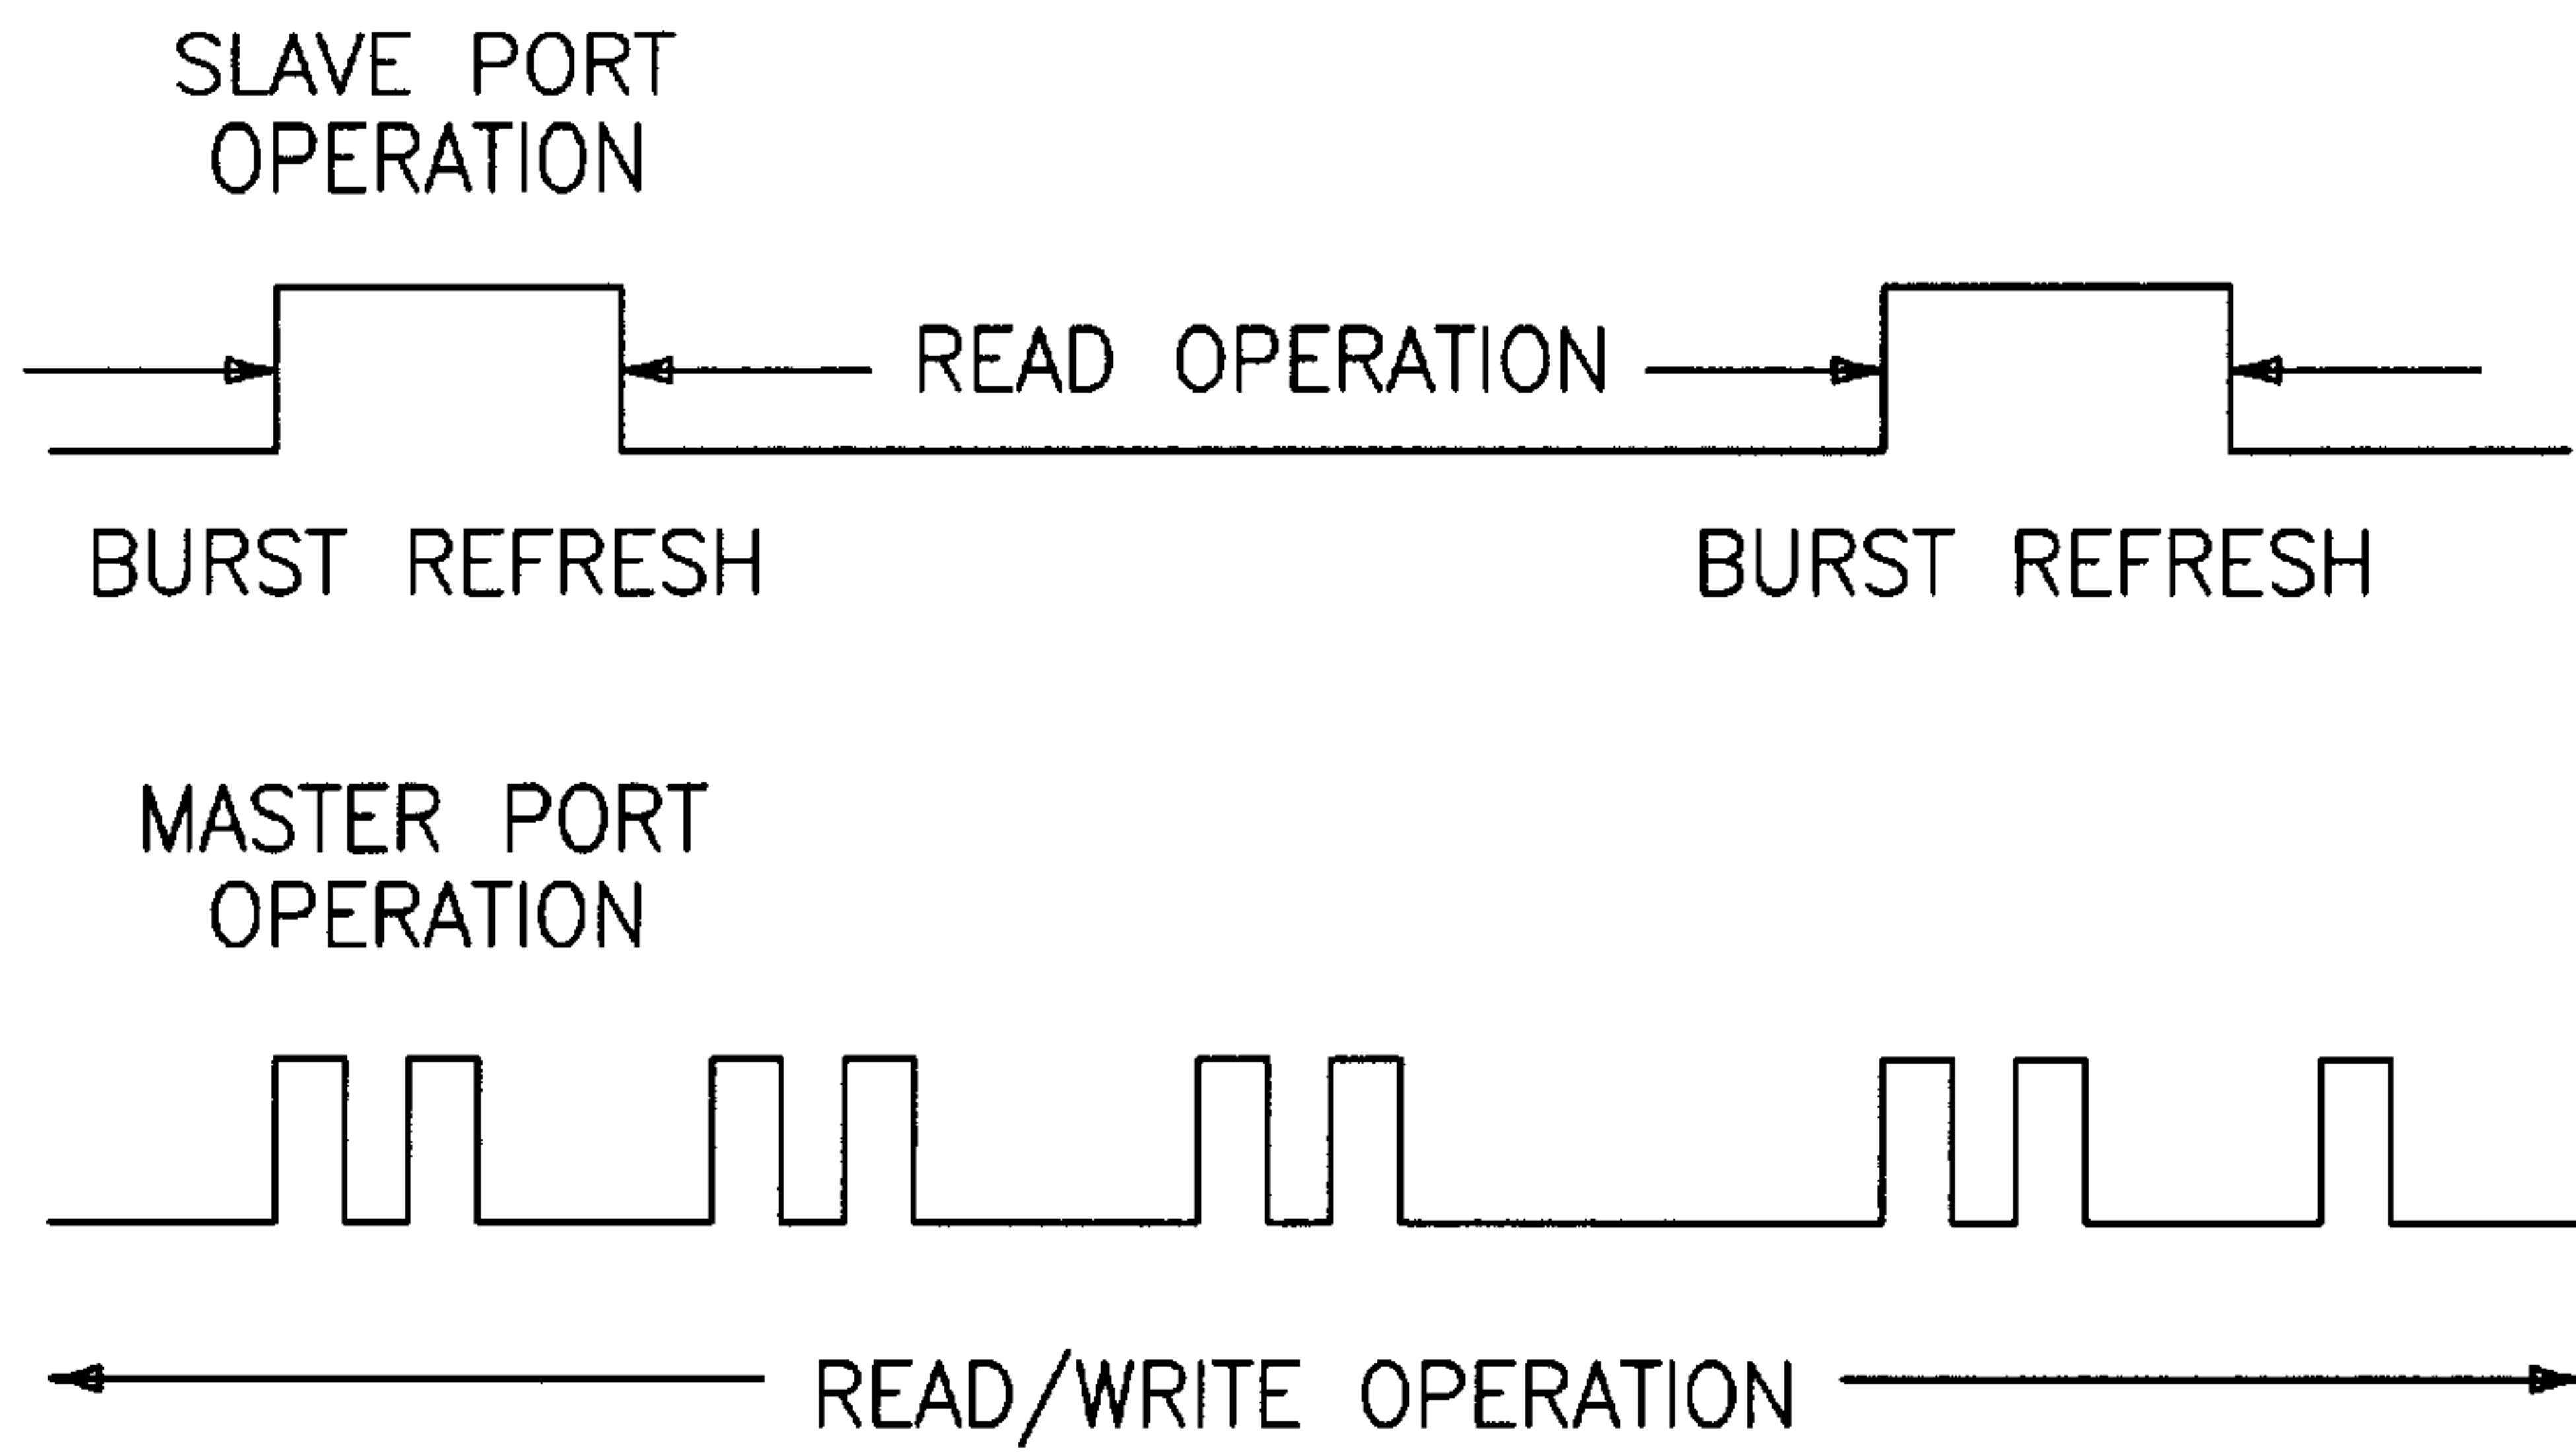 SLAVE PORT
OPERATION
READ OPERATION
BURST REFRESH
BURST REFRESH
MASTER PORT
OPERATION
READ/WRITE OPERATION